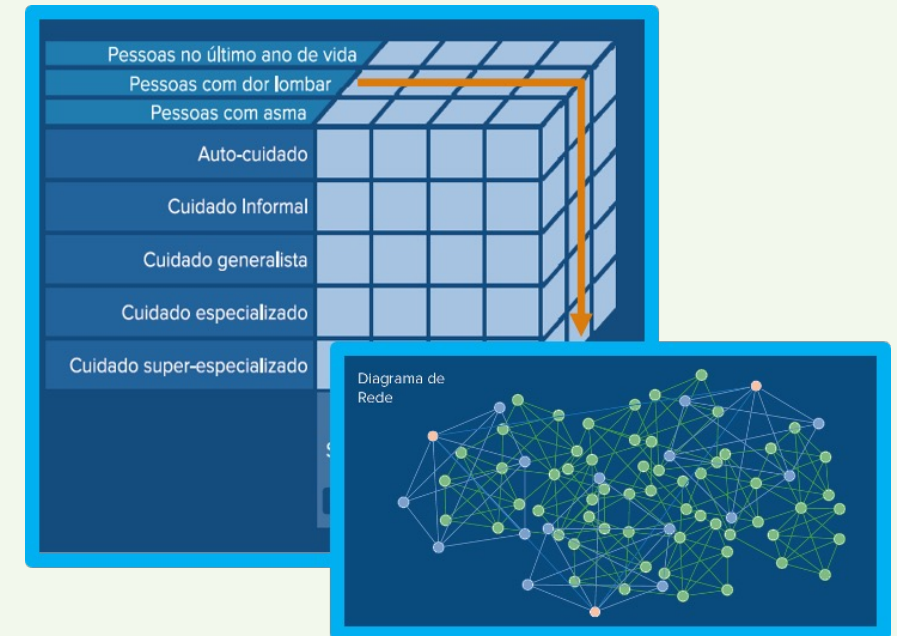 Pessoas no último ano de vida
Pessoas com dor lombar
Pessoas com asma
Auto-cuidado
Cuidado Informal
Cuidado generalista
Cuidado especializado
Cuidado super-especializado
Diagrama de
Rede